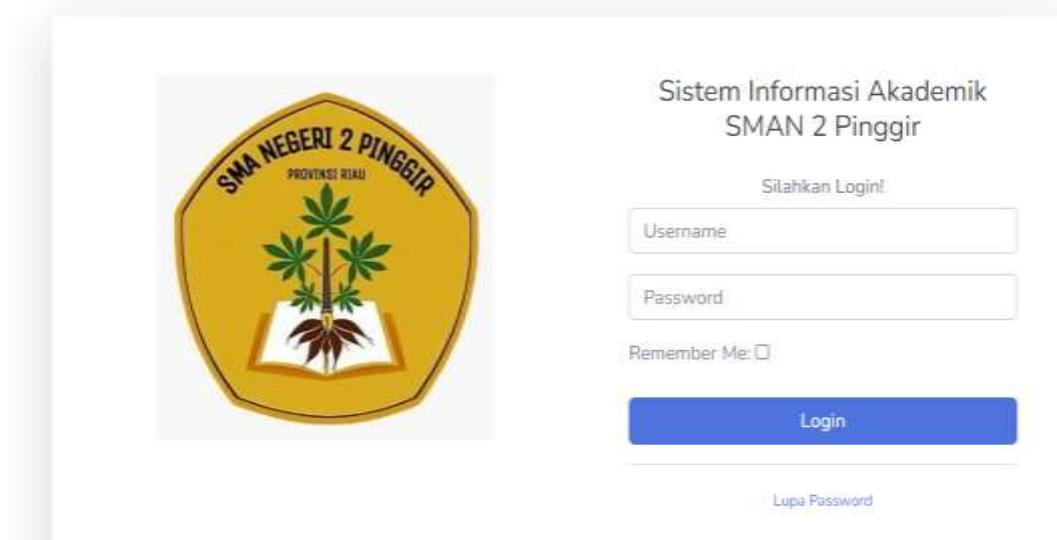 SMA NEGERI 2 PINGGIR
PROVINSI RIAU
Sistem Informasi Akademik
SMAN 2 Pinggir
Silahkan Login!
Username
Password
Remember Me:
Login
Lupa Password